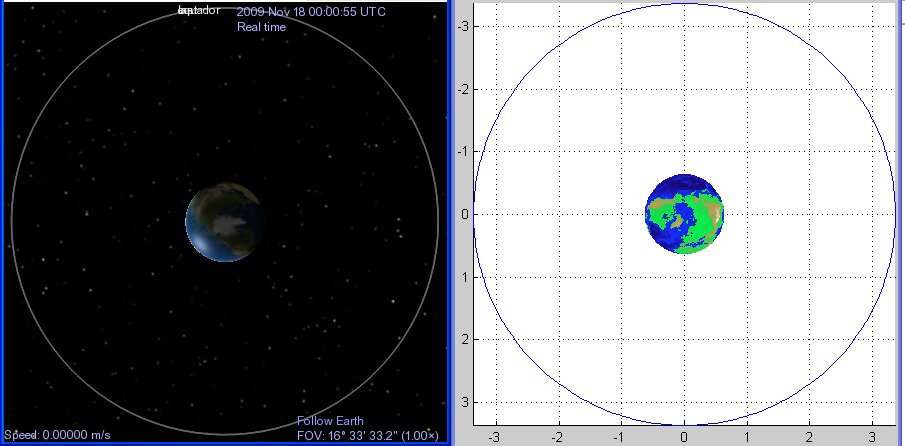 2009 Nov 18 00:00:55 UTC
Real time
Follow Earth
Speed: 0.00000 m/s
FOV: 16° 33' 33.2" (1.00×)
-3
-2
-1
0
1
2
3
-3
-2
-1
0
1
2
3